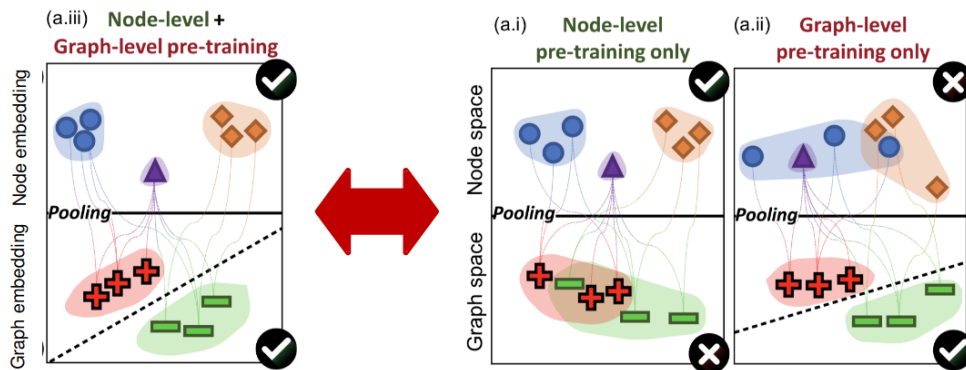 (a.iii) Node-level +
Graph-level pre-training
Node embedding
Pooling
Graph embedding
(a.i) Node-level
pre-training only
(a.ii) Graph-level
pre-training only
Node space
Pooling
Pooling
Graph space